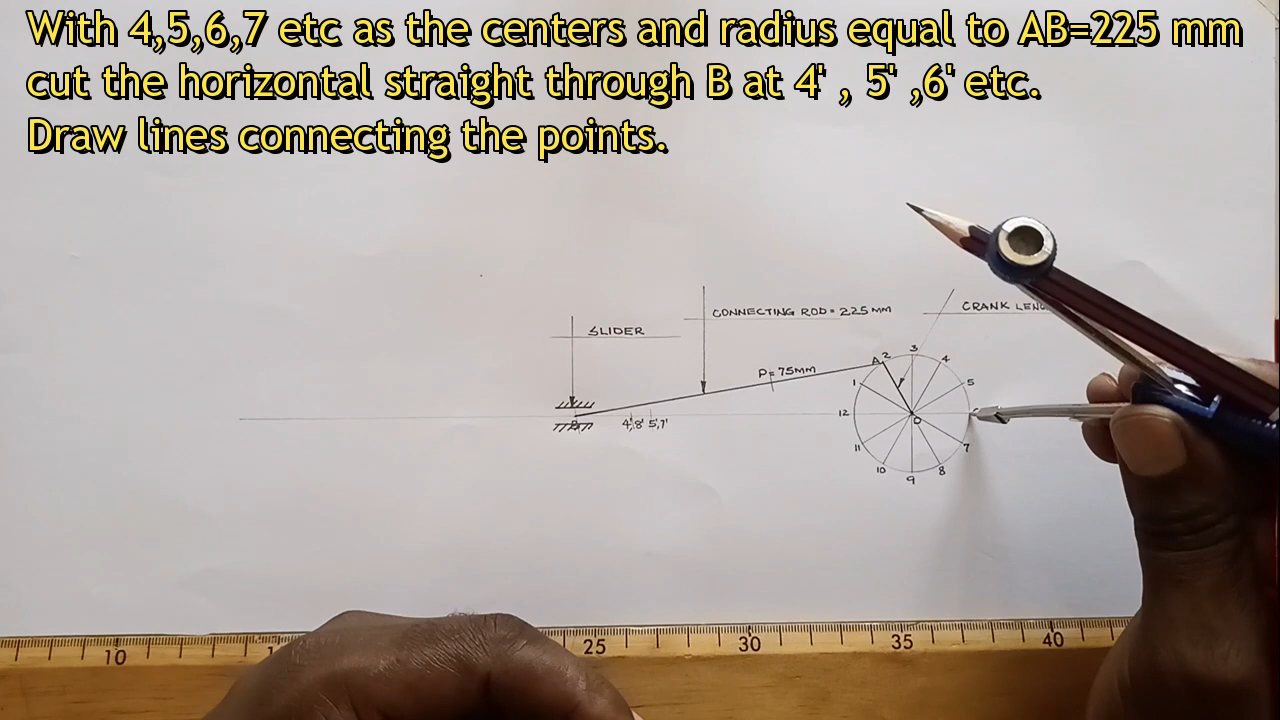 With 4,5,6,7 etc as the centers and radius equal to AB=225 mm
cut the horizontal straight through B at 4' , 5' ,6' etc.
Draw lines connecting the points.
CONNECTING ROD = 225 MM
CRANK
SLIDER
P = 75MM
A 2
3
4
1
5
12
O
B
4',8' 5',7'
11
7
10
8
9
10
25
30
35
40